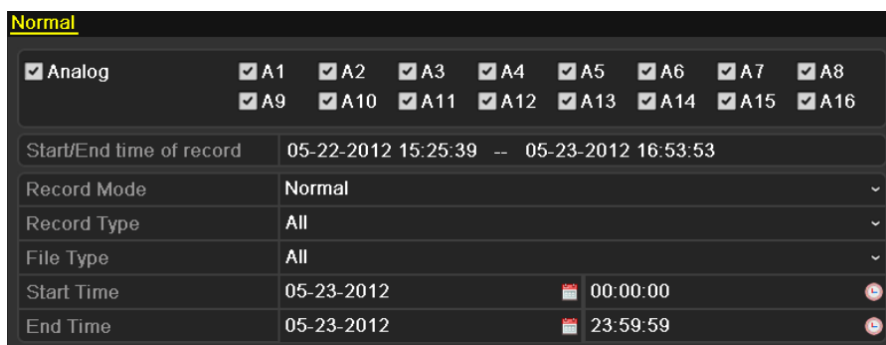 Normal
Analog A1 A2 A3 A4 A5 A6 A7 A8
A9 A10 A11 A12 A13 A14 A15 A16
Start/End time of record 05-22-2012 15:25:39 -- 05-23-2012 16:53:53
Record Mode Normal
Record Type All
File Type All
Start Time 05-23-2012 00:00:00
End Time 05-23-2012 23:59:59